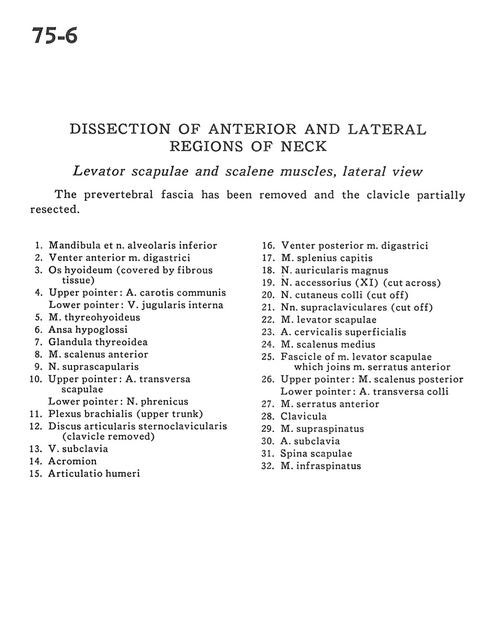 75-6
DISSECTION OF ANTERIOR AND LATERAL
REGIONS OF NECK
Levator scapulae and scalene muscles, lateral view
The prevertebral fascia has been removed and the clavicle partially
resected.
1. Mandibula et n. alveolaris inferior
2. Venter anterior m. digastrici
3. Os hyoideum (covered by fibrous
tissue)
4. Upper pointer: A. carotis communis
Lower pointer: V. jugularis interna
5. M. thyreohyoideus
6. Ansa hypoglossi
7. Glandula thyreoidea
8. M. scalenus anterior
9. N. suprascapularis
10. Upper pointer: A. transversa
scapulae
Lower pointer: N. phrenicus
11. Plexus brachialis (upper trunk)
12. Discus articularis sternoclavicularis
(clavicle removed)
13. V. subclavia
14. Acromion
15. Articulatio humeri
16. Venter posterior m. digastrici
17. M. splenius capitis
18. N. auricularis magnus
19. N. accessorius (XI) (cut across)
20. N. cutaneus colli (cut off)
21. Nn. supraclaviculares (cut off)
22. M. levator scapulae
23. A. cervicalis superficialis
24. M. scalenus medius
25. Fascicle of m. levator scapulae
which joins m. serratus anterior
26. Upper pointer: M. scalenus posterior
Lower pointer: A. transversa colli
27. M. serratus anterior
28. Clavicula
29. M. supraspinatus
30. A. subclavia
31. Spina scapulae
32. M. infraspinatus